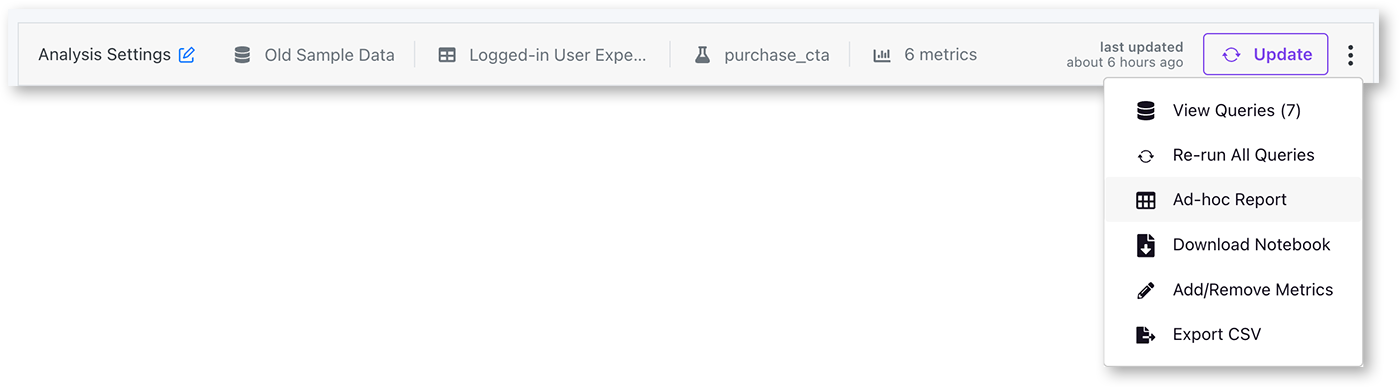 Analysis Settings Old Sample Data Logged-in User Expe... purchase_cta 6 metrics
last updated
about 6 hours ago
Update
View Queries (7)
Re-run All Queries
Ad-hoc Report
Download Notebook
Add/Remove Metrics
Export CSV